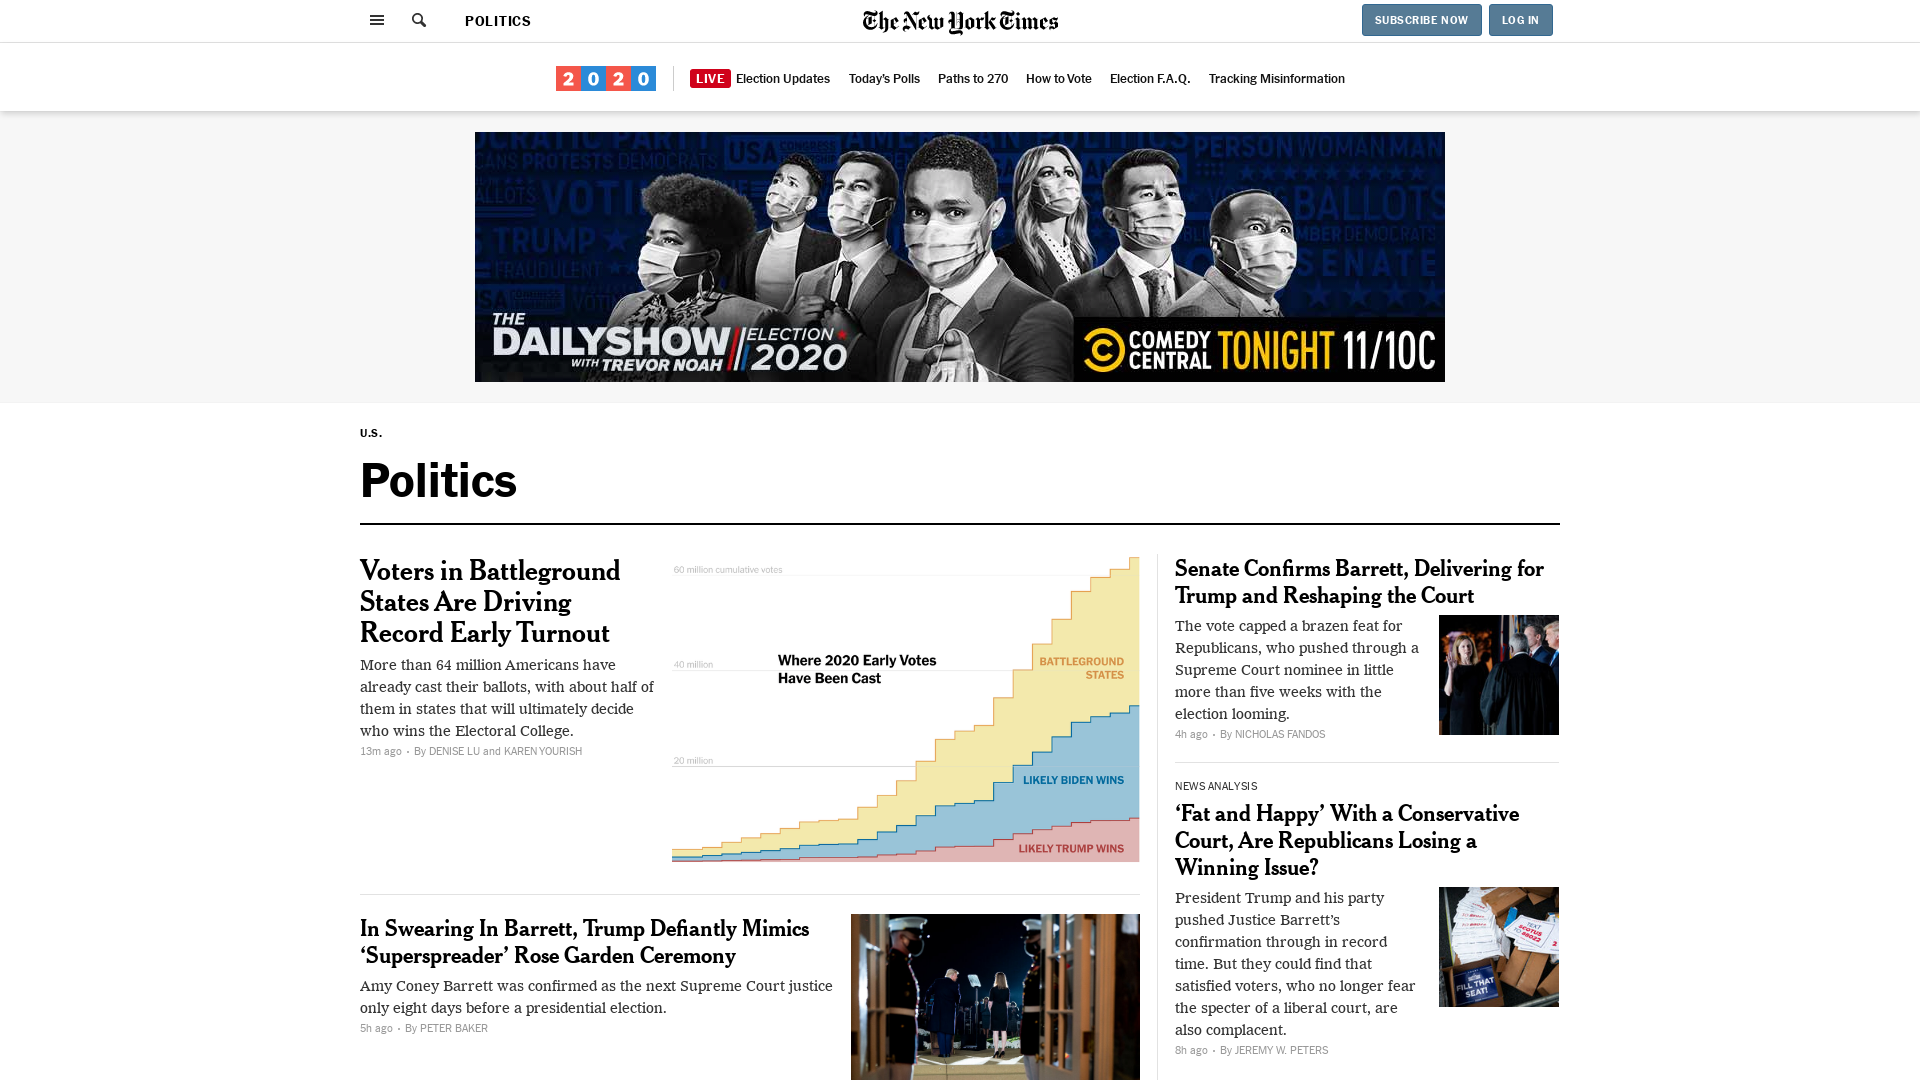 POLITICS
The New York Times
SUBSCRIBE NOW
LOG IN
2020
LIVE Election Updates
Today's Polls
Paths to 270
How to Vote
Election F.A.Q.
Tracking Misinformation
THE
DAILYSHOW
WITH TREVOR NOAH
ELECTION
2020
COMEDY
CENTRAL
TONIGHT 11/10C
U.S.
Politics
Voters in Battleground
States Are Driving
Record Early Turnout
More than 64 million Americans have
already cast their ballots, with about half of
them in states that will ultimately decide
who wins the Electoral College.
13m ago • By DENISE LU and KAREN YOURISH
60 million cumulative votes
40 million
20 million
Where 2020 Early Votes
Have Been Cast
BATTLEGROUND
STATES
LIKELY BIDEN WINS
LIKELY TRUMP WINS
In Swearing In Barrett, Trump Defiantly Mimics
‘Superspreader’ Rose Garden Ceremony
Amy Coney Barrett was confirmed as the next Supreme Court justice
only eight days before a presidential election.
5h ago • By PETER BAKER
Senate Confirms Barrett, Delivering for
Trump and Reshaping the Court
The vote capped a brazen feat for
Republicans, who pushed through a
Supreme Court nominee in little
more than five weeks with the
election looming.
4h ago • By NICHOLAS FANDOS
NEWS ANALYSIS
‘Fat and Happy’ With a Conservative
Court, Are Republicans Losing a
Winning Issue?
President Trump and his party
pushed Justice Barrett’s
confirmation through in record
time. But they could find that
satisfied voters, who no longer fear
the specter of a liberal court, are
also complacent.
8h ago • By JEREMY W. PETERS
FILL THAT
SEAT!